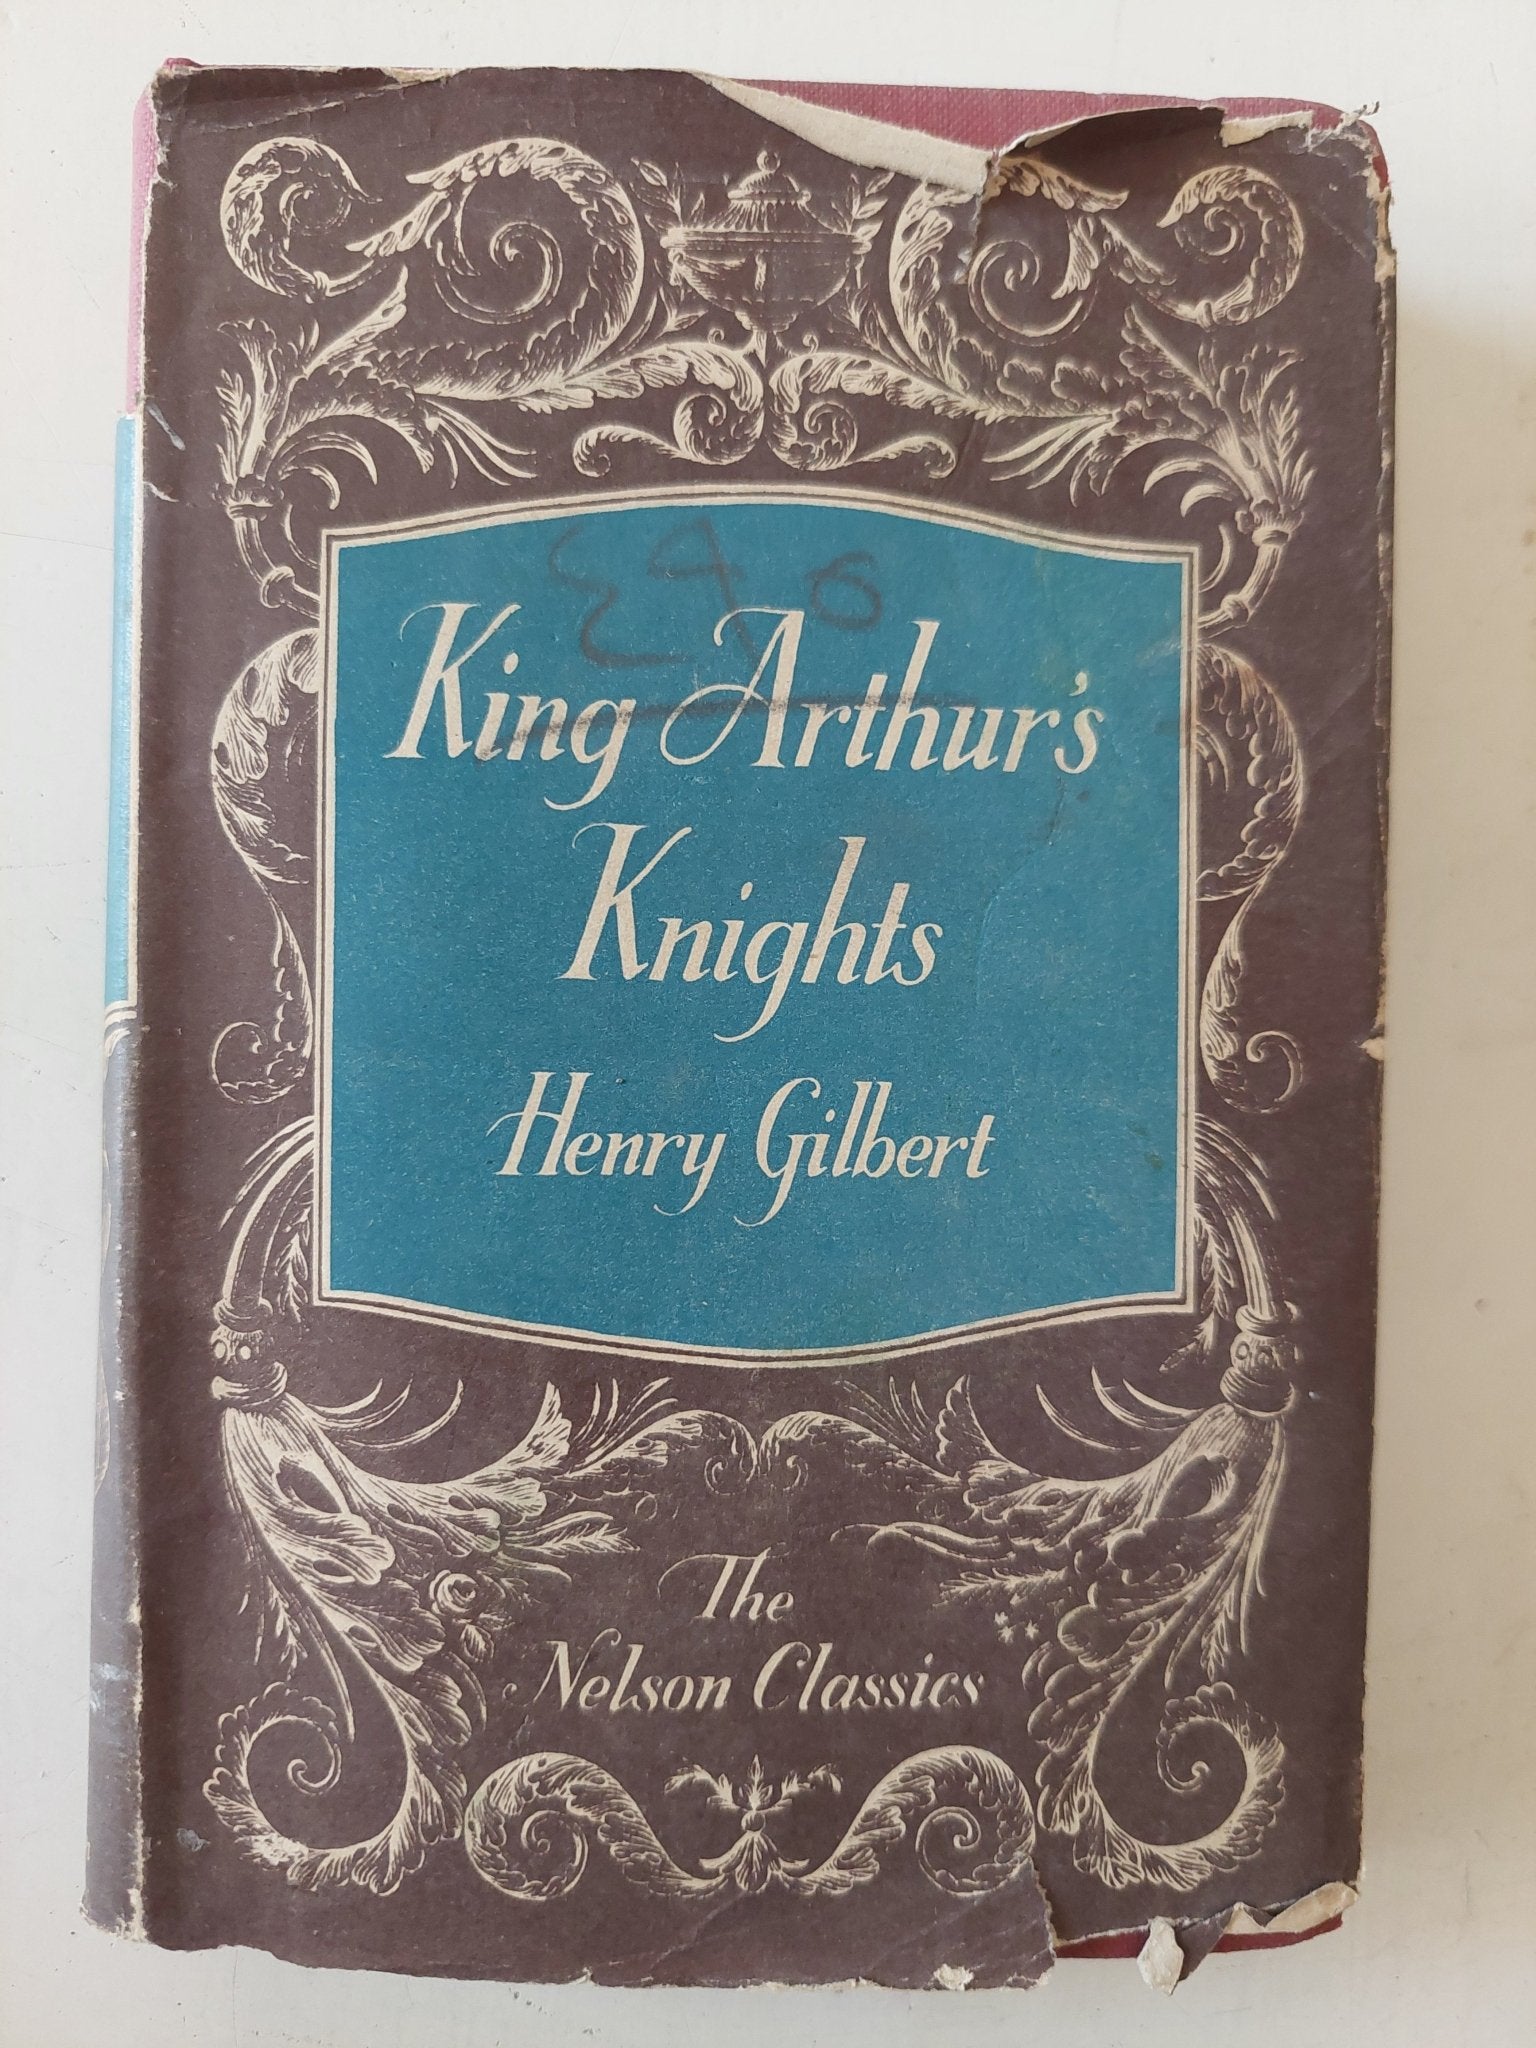 King Arthur's
Knights
Henry Gilbert
The
Nelson Classics